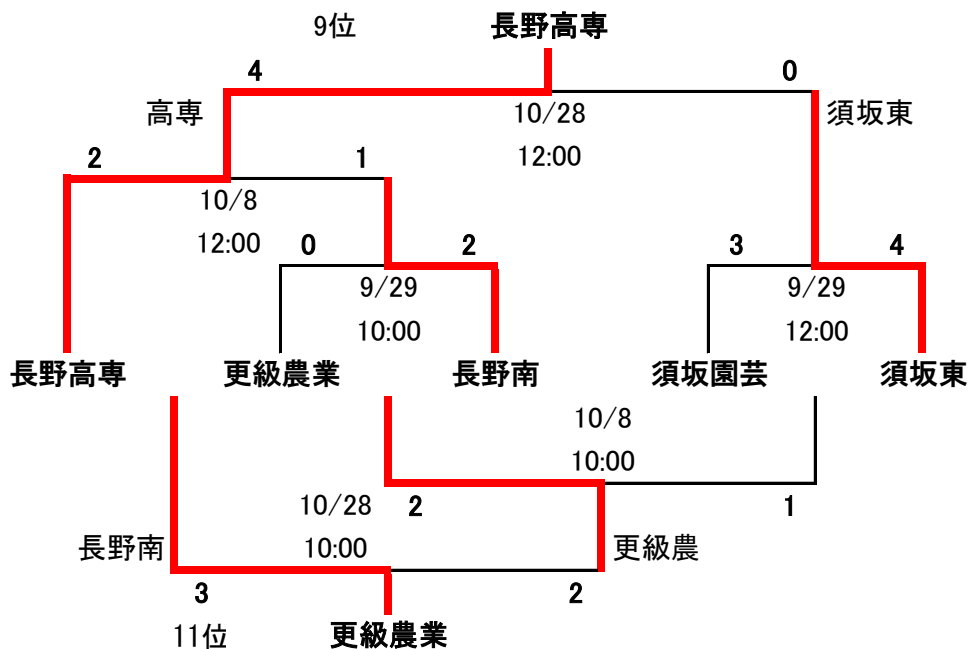 9位 長野高専
4 0
高専 10/28 須坂東
2 1 12:00
10/8
12:00 0 2 3 4
9/29 9/29
10:00 12:00
長野高専 更級農業 長野南 須坂園芸 須坂東
10/8
10:00
10/28 2 1
長野南 10:00 更級農
3 2
11位 更級農業